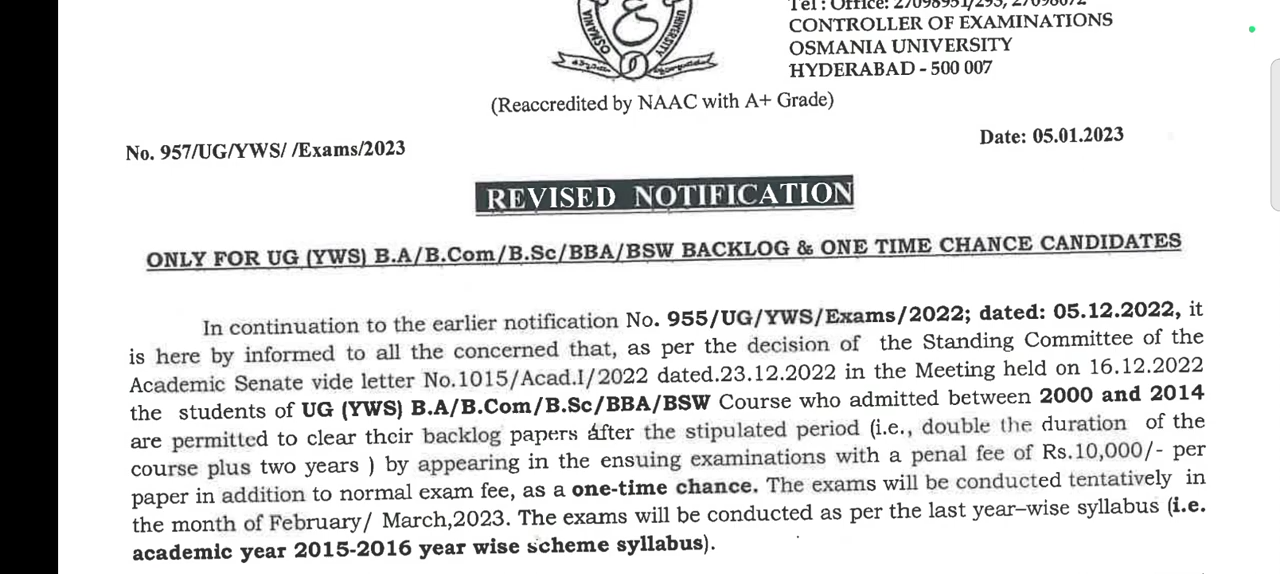 Tel : Office:
OSMANIA UNIVERSITY
CONTROLLER OF EXAMINATIONS
OSMANIA UNIVERSITY
HYDERABAD - 500 007
(Reaccredited by NAAC with A+ Grade)
No. 957/UG/YWS/ /Exams/2023
Date: 05.01.2023
REVISED NOTIFICATION
ONLY FOR UG (YWS) B.A/B.Com/B.Sc/BBA/BSW BACKLOG & ONE TIME CHANCE CANDIDATES
In continuation to the earlier notification No. 955/UG/YWS/Exams/2022; dated: 05.12.2022, it
is here by informed to all the concerned that, as per the decision of the Standing Committee of the
Academic Senate vide letter No.1015/Acad.I/2022 dated.23.12.2022 in the Meeting held on 16.12.2022
the students of UG (YWS) B.A/B.Com/B.Sc/BBA/BSW Course who admitted between 2000 and 2014
are permitted to clear their backlog papers after the stipulated period (i.e., double the duration of the
course plus two years ) by appearing in the ensuing examinations with a penal fee of Rs.10,000/- per
paper in addition to normal exam fee, as a one-time chance. The exams will be conducted tentatively in
the month of February/ March,2023. The exams will be conducted as per the last year–wise syllabus (i.e.
academic year 2015-2016 year wise scheme syllabus).